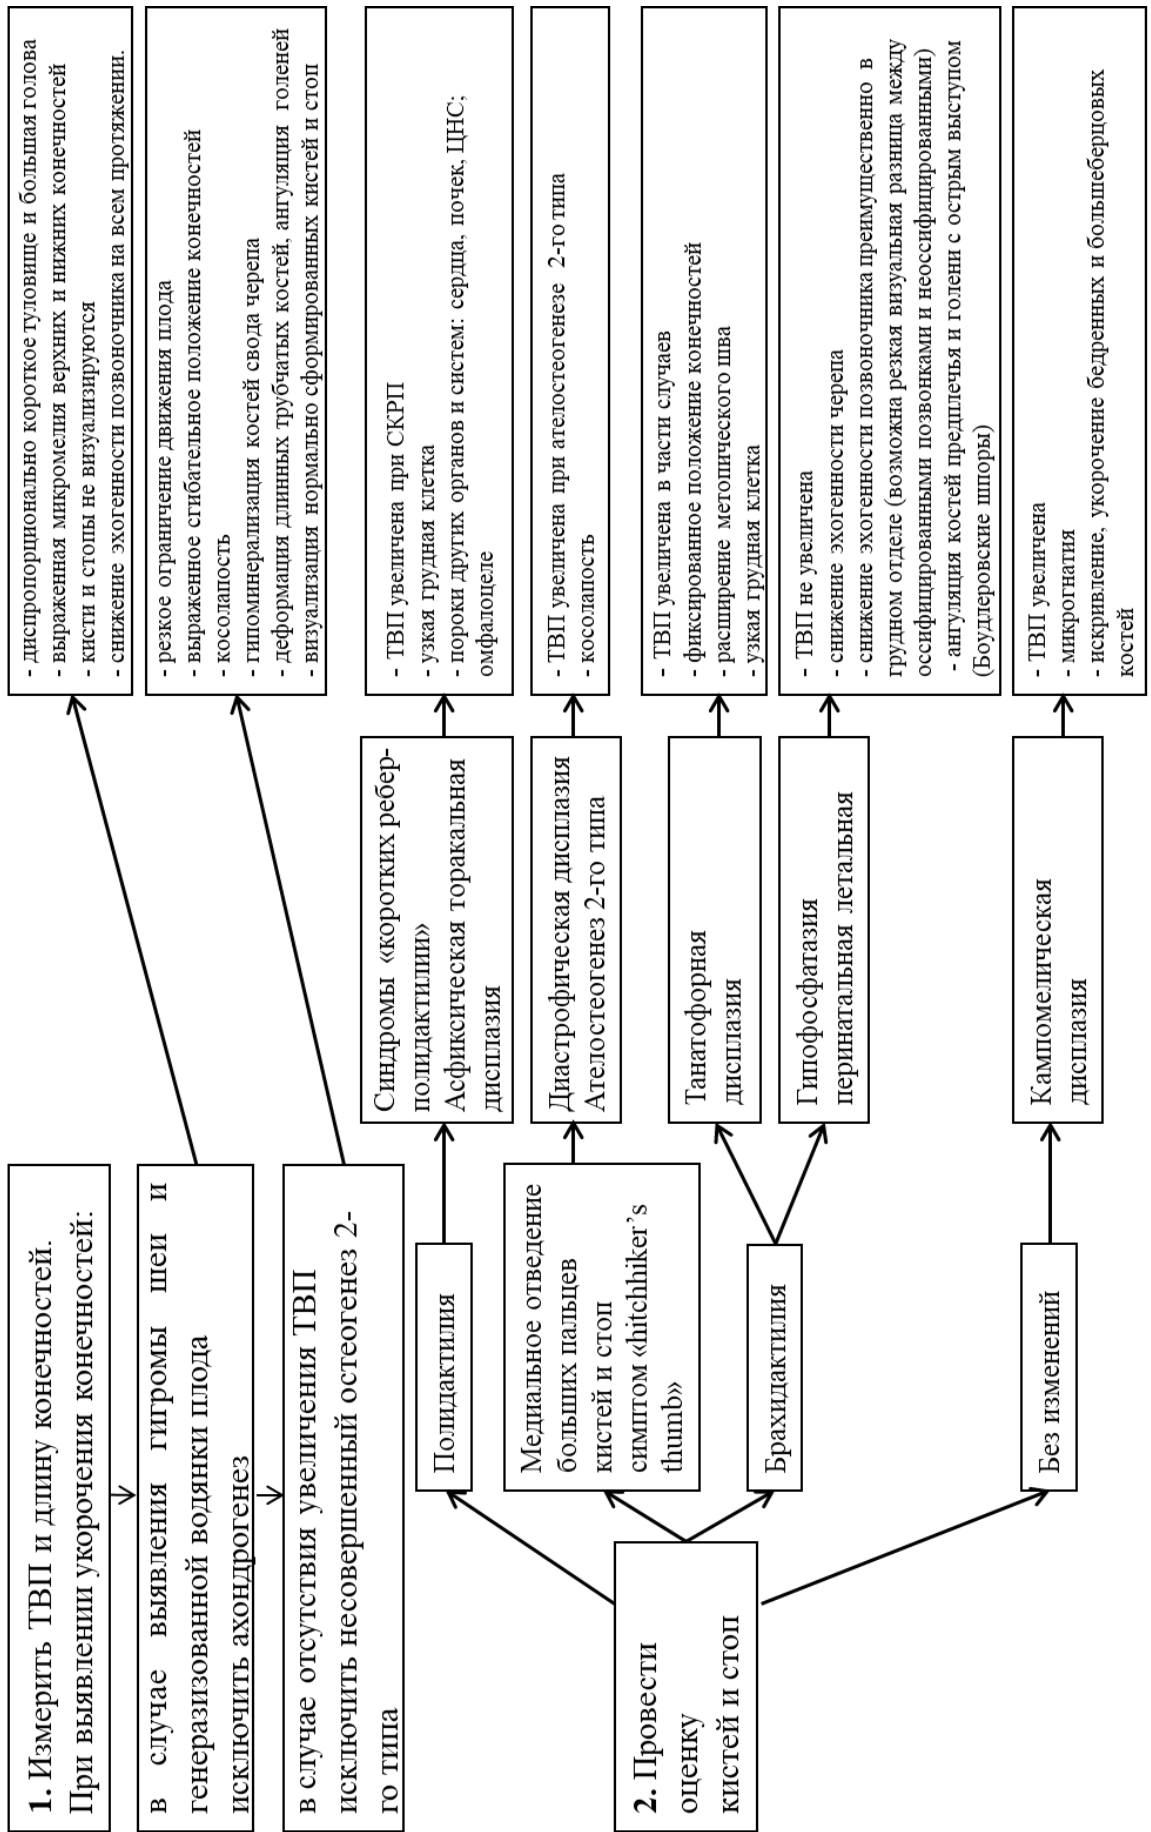 1. Измерить ТВП и длину конечностей.
При выявлении укорочения конечностей:
в случае выявления гигромы шеи и
генеразизованной водянки плода
исключить ахондрогенез
в случае отсутствия увеличения ТВП
исключить несовершенный остеогенез 2-
го типа
- диспропорционально короткое туловище и большая голова
- выраженная микромелия верхних и нижних конечностей
- кисти и стопы не визуализируются
- снижение эхогенности позвоночника на всем протяжении.
- резкое ограничение движения плода
- выраженное сгибательное положение конечностей
- косолапость
- гипоминерализация костей свода черепа
- деформация длинных трубчатых костей, ангуляция голеней
- визуализация нормально сформированных кистей и стоп
2. Провести
оценку
кистей и стоп
Полидактилия
Синдромы «коротких ребер-
полидактилии»
Асфиксическая торакальная
дисплазия
- ТВП увеличена при СКРП
- узкая грудная клетка
- пороки других органов и систем: сердца, почек, ЦНС;
омфалоцеле
Медиальное отведение
больших пальцев
кистей и стоп
симптом «hitchhiker’s
thumb»
Диастрофическая дисплазия
Ателостеогенез 2-го типа
- ТВП увеличена при ателостеогенезе 2-го типа
- косолапость
Брахидактилия
Танатофорная
дисплазия
- ТВП увеличена в части случаев
- фиксированное положение конечностей
- расширение метопического шва
- узкая грудная клетка
Гипофосфатазия
перинатальная летальная
- ТВП не увеличена
- снижение эхогенности черепа
- снижение эхогенности позвоночника преимущественно в
грудном отделе (возможна резкая визуальная разница между
оссифицированными позвонками и неоссифицированными)
- ангуляция костей предплечья и голени с острым выступом
(Боудлеровские шпоры)
Без изменений
Кампомелическая
дисплазия
- ТВП увеличена
- микрогнатия
- искривление, укорочение бедренных и большеберцовых
костей